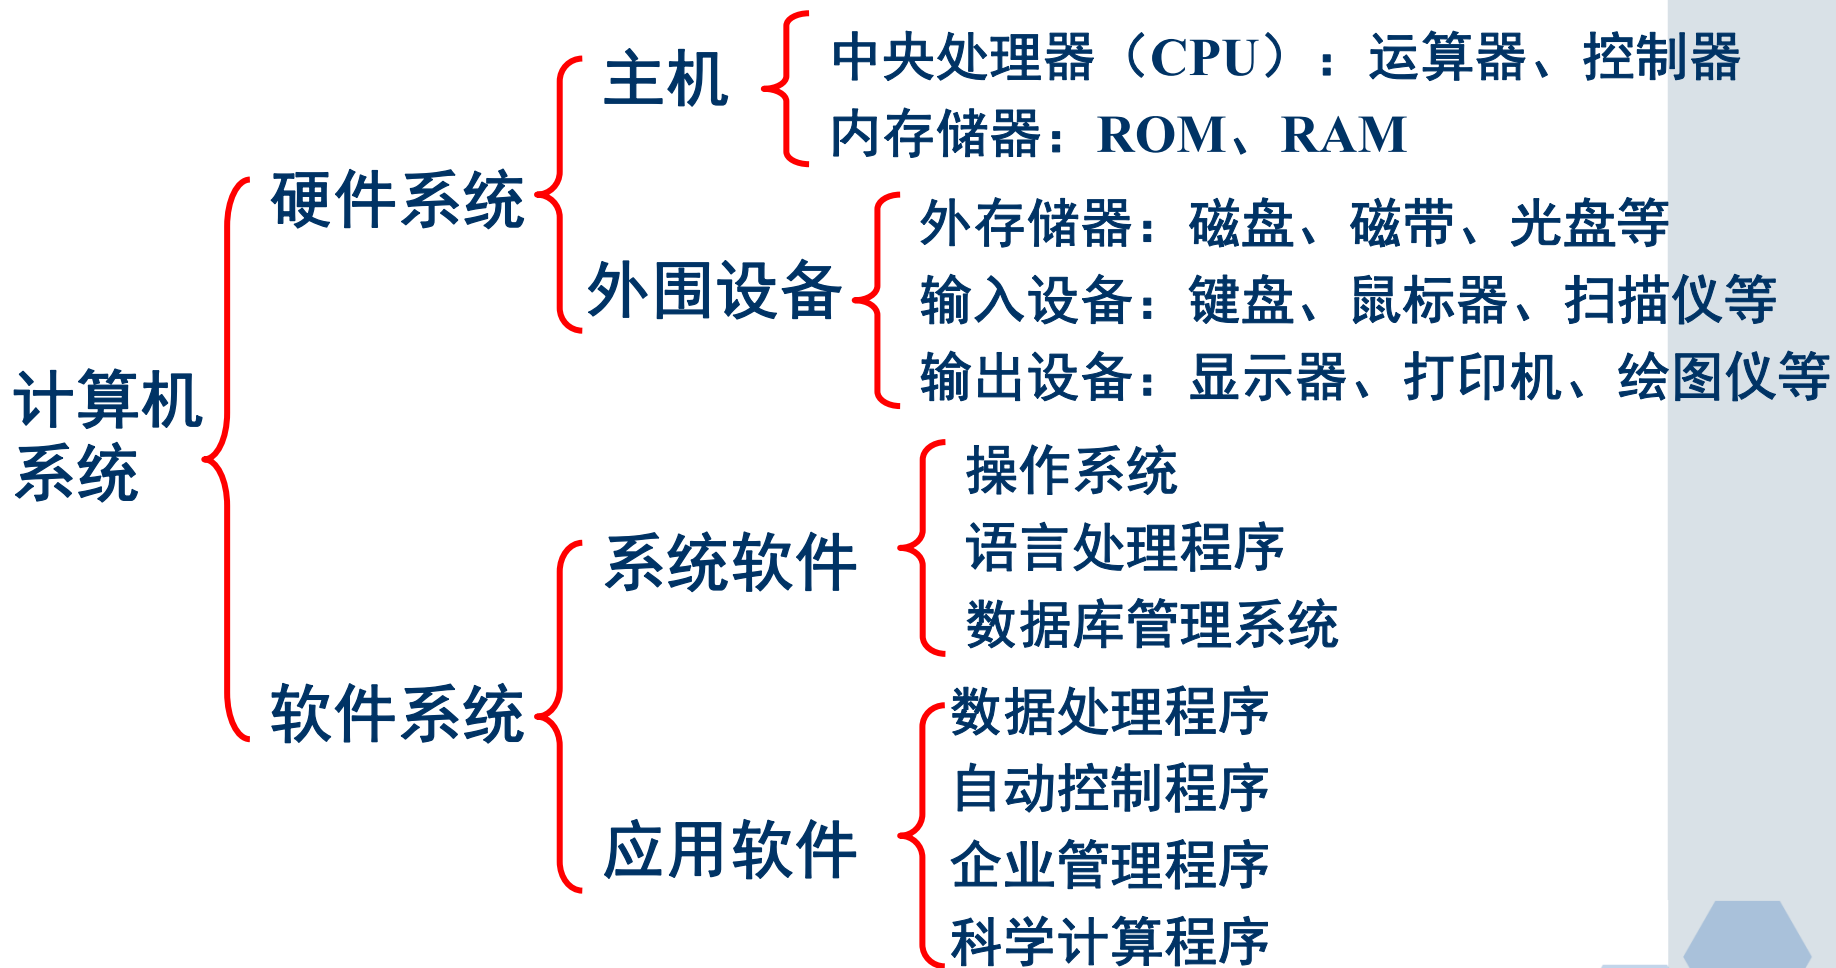 计算机
系统
硬件系统
主机
中央处理器（CPU）：运算器、控制器
内存储器：ROM、RAM
外围设备
外存储器：磁盘、磁带、光盘等
输入设备：键盘、鼠标器、扫描仪等
输出设备：显示器、打印机、绘图仪等
软件系统
系统软件
操作系统
语言处理程序
数据库管理系统
应用软件
数据处理程序
自动控制程序
企业管理程序
科学计算程序